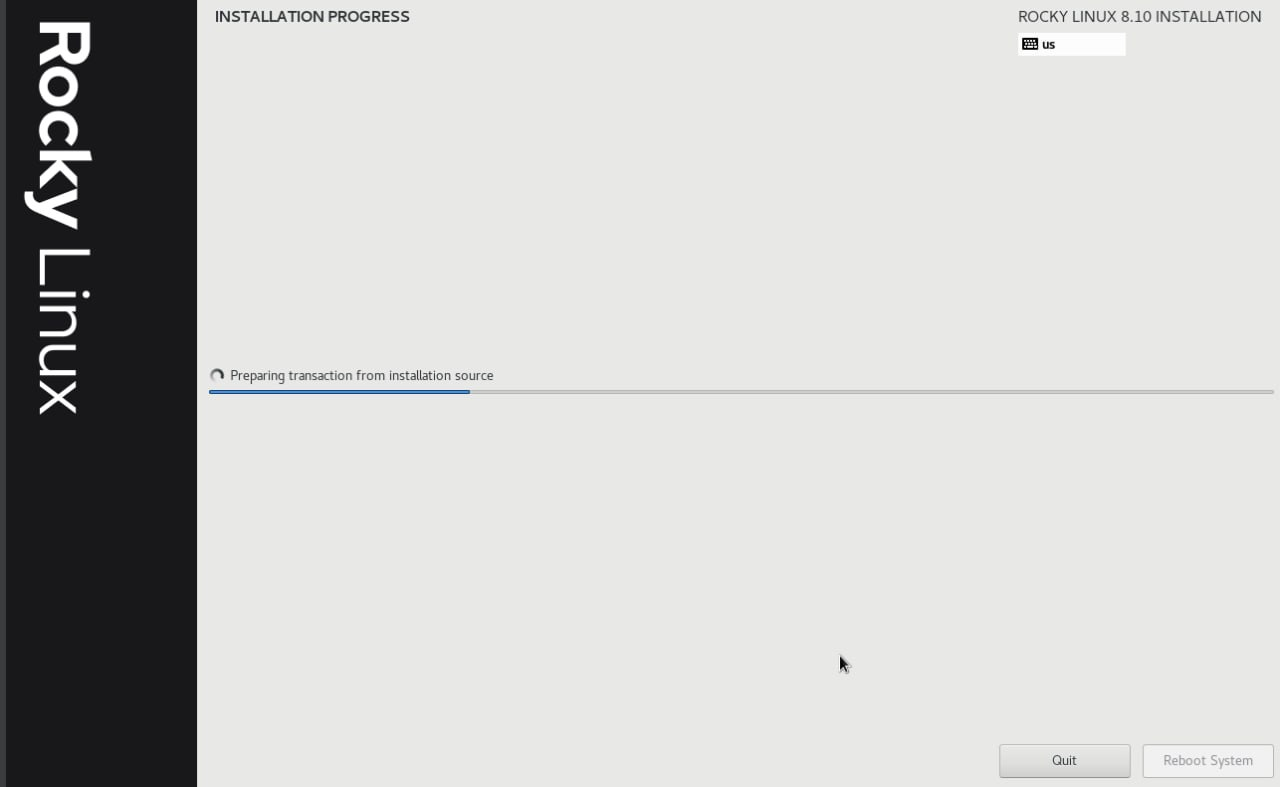 Rocky Linux
INSTALLATION PROGRESS
ROCKY LINUX 8.10 INSTALLATION
us
Preparing transaction from installation source
Quit
Reboot System